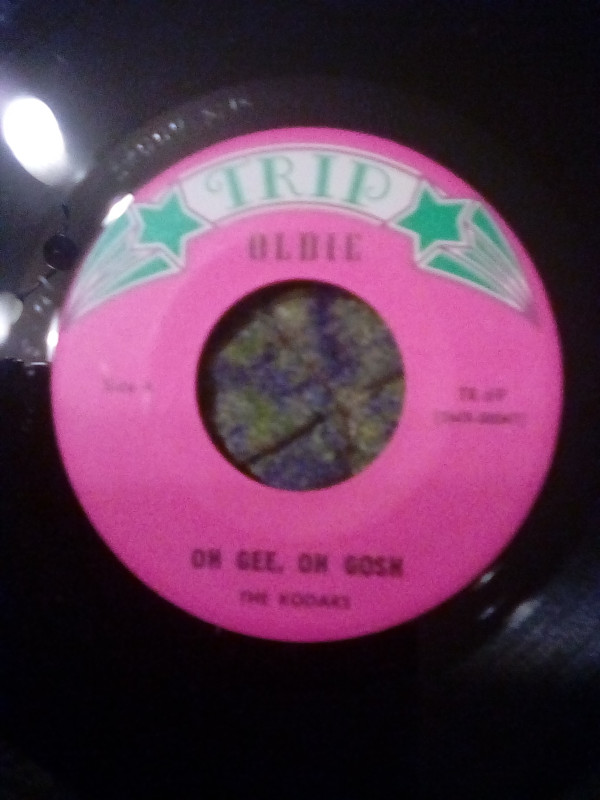 TRIP
OLDIE
Side A
OH GEE, OH GOSH
THE KODAKS